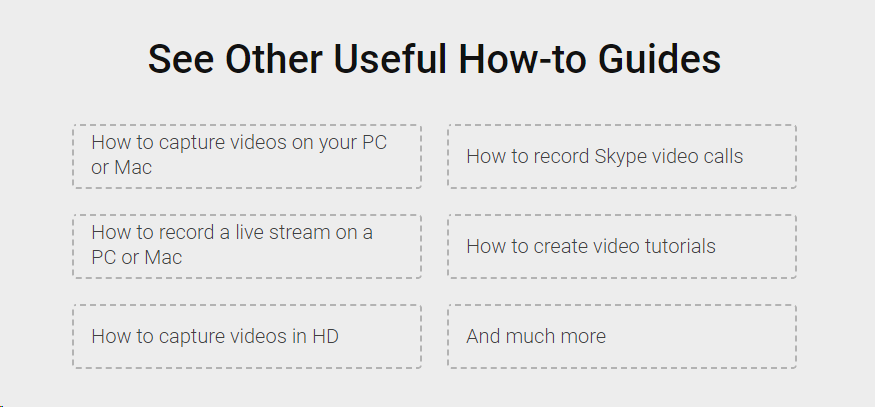 See Other Useful How-to Guides
How to capture videos on your PC
or Mac
How to record Skype video calls
How to record a live stream on a
PC or Mac
How to create video tutorials
How to capture videos in HD
And much more